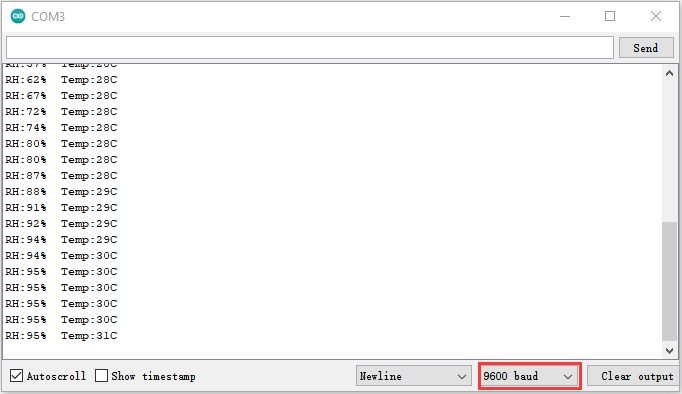 COM3
Send
RH:62%  Temp:28C
RH:67%  Temp:28C
RH:72%  Temp:28C
RH:74%  Temp:28C
RH:80%  Temp:28C
RH:80%  Temp:28C
RH:87%  Temp:28C
RH:88%  Temp:29C
RH:91%  Temp:29C
RH:92%  Temp:29C
RH:94%  Temp:29C
RH:94%  Temp:30C
RH:95%  Temp:30C
RH:95%  Temp:30C
RH:95%  Temp:30C
RH:95%  Temp:30C
RH:95%  Temp:31C
Autoscroll Show timestamp Newline 9600 baud Clear output